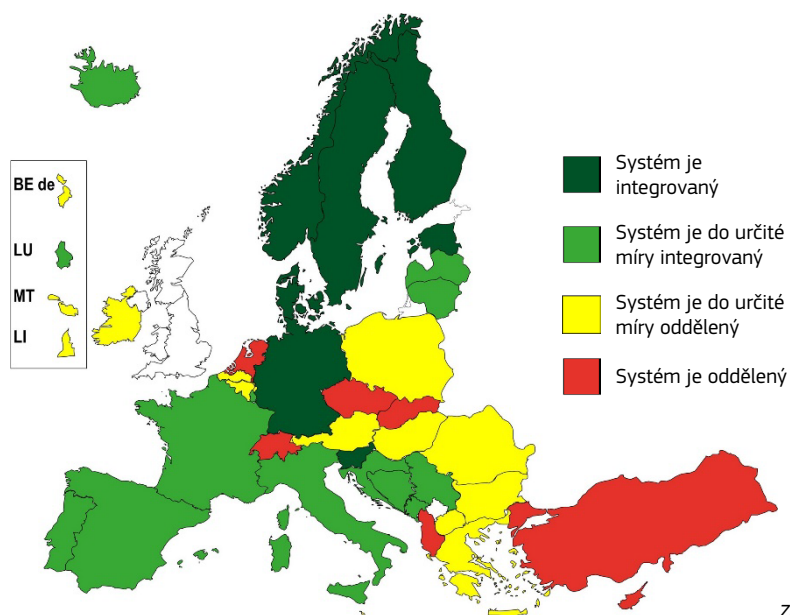 BE de
LU
MT
LI
Systém je
integrovaný
Systém je do určité
míry integrovaný
Systém je do určité
míry oddělený
Systém je oddělený
Z